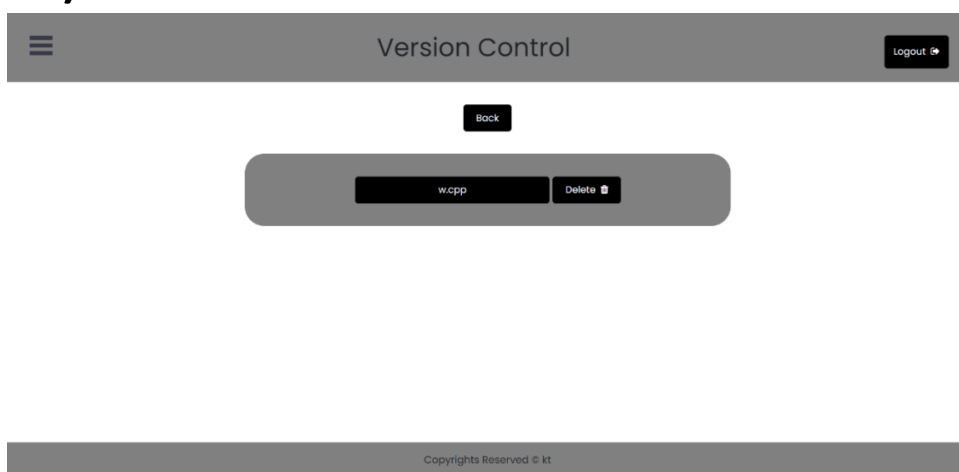 Version Control
Logout
Back
w.cpp
Delete
Copyrights Reserved © kt